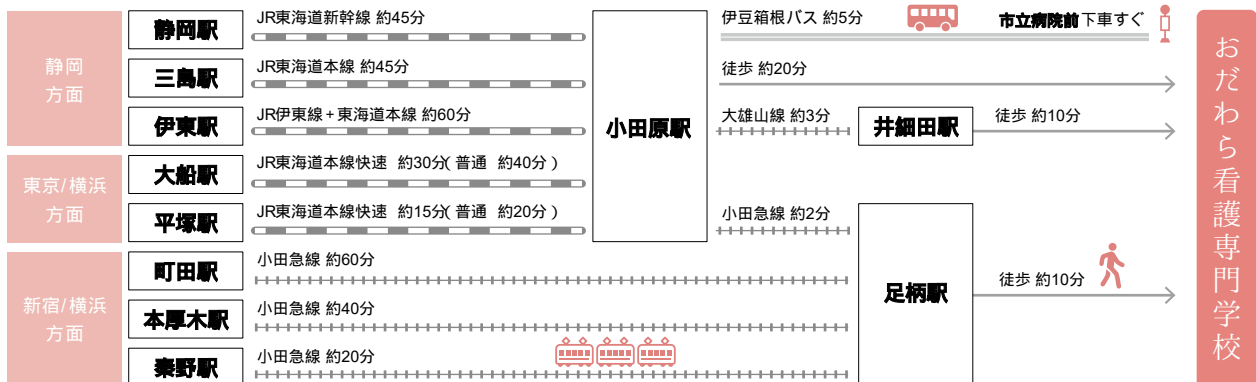 静岡
方面
静岡駅
JR東海道新幹線 約45分
三島駅
JR東海道本線 約45分
伊東駅
JR伊東線+東海道本線 約60分
東京/横浜
方面
大船駅
JR東海道本線快速 約30分(普通 約40分)
平塚駅
JR東海道本線快速 約15分(普通 約20分)
新宿/横浜
方面
町田駅
小田急線 約60分
本厚木駅
小田急線 約40分
秦野駅
小田急線 約20分
小田原駅
伊豆箱根バス 約5分
市立病院前下車すぐ
徒歩 約20分
大雄山線 約3分
井細田駅
徒歩 約10分
小田急線 約2分
足柄駅
徒歩 約10分
おだわら看護専門学校